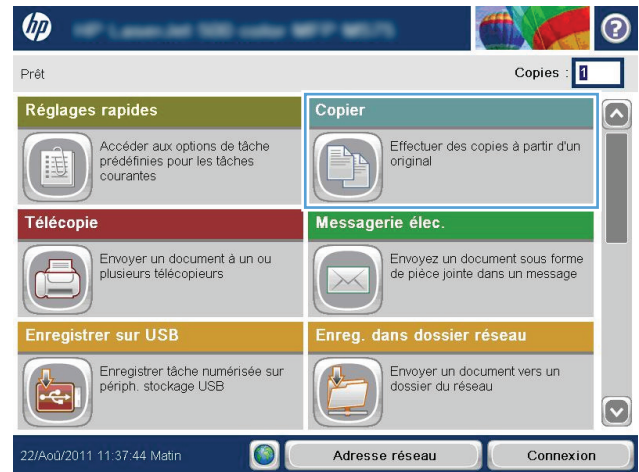 hp
Prêt
Copies :
1
Réglages rapides
Accéder aux options de tâche
prédéfinies pour les tâches
courantes
Copier
Effectuer des copies à partir d'un
original
Télécopie
Envoyer un document à un ou
plusieurs télécopieurs
Messagerie élec.
Envoyez un document sous forme
de pièce jointe dans un message
Enregistrer sur USB
Enregistrer tâche numérisée sur
périph. stockage USB
Enreg. dans dossier réseau
Envoyer un document vers un
dossier du réseau
22/Aoû/2011 11:37:44 Matin
Adresse réseau
Connexion